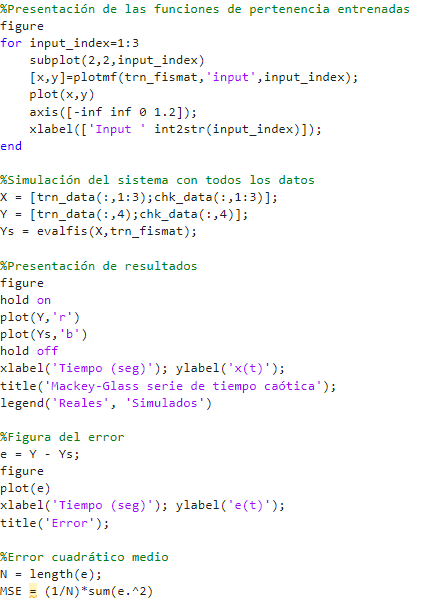 %Presentación de las funciones de pertenencia entrenadas
figure
for input_index=1:3
    subplot(2,2,input_index)
    [x,y]=plotmf(trn_fismat,'input',input_index);
    plot(x,y)
    axis([-inf inf 0 1.2]);
    xlabel(['Input ' int2str(input_index)]);
end

%Simulación del sistema con todos los datos
X = [trn_data(:,1:3);chk_data(:,1:3)];
Y = [trn_data(:,4);chk_data(:,4)];
Ys = evalfis(X,trn_fismat);

%Presentación de resultados
figure
hold on
plot(Y,'r')
plot(Ys,'b')
hold off
xlabel('Tiempo (seg)'); ylabel('x(t)');
title('Mackey-Glass serie de tiempo caótica');
legend('Reales', 'Simulados')

%Figura del error
e = Y - Ys;
figure
plot(e)
xlabel('Tiempo (seg)'); ylabel('e(t)');
title('Error');

%Error cuadrático medio
N = length(e);
MSE = (1/N)*sum(e.^2)